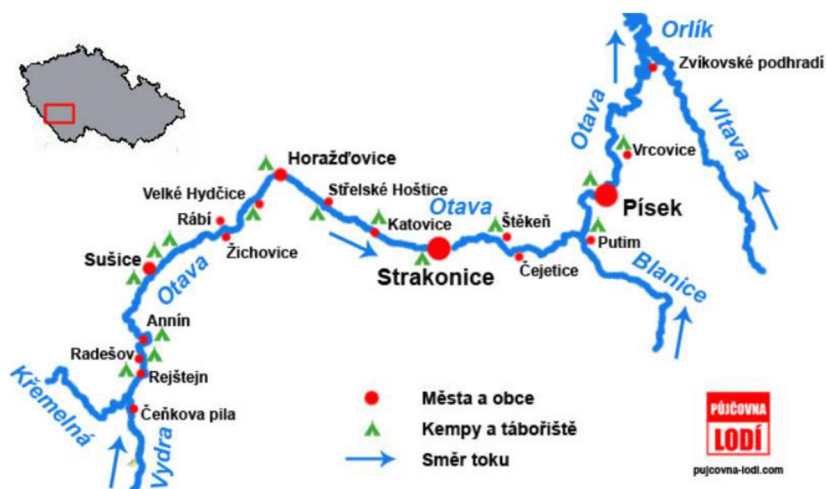 Orlík
Zvíkovské podhradí
Otava
Vltava
Vrcovice
Horažďovice
Velké Hydčice
Střelské Hoštice
Rábí
Otava
Písek
Katovice
Štěkeň
Žichovice
Putim
Sušice
Strakonice
Čejetice
Blanice
Otava
Annín
Radešov
Rejštejn
Křemelná
Čeňkova pila
Vydra
Města a obce
Kempy a tábořiště
Směr toku
PŮJČOVNA
LODÍ
pujcovna-lodi.com